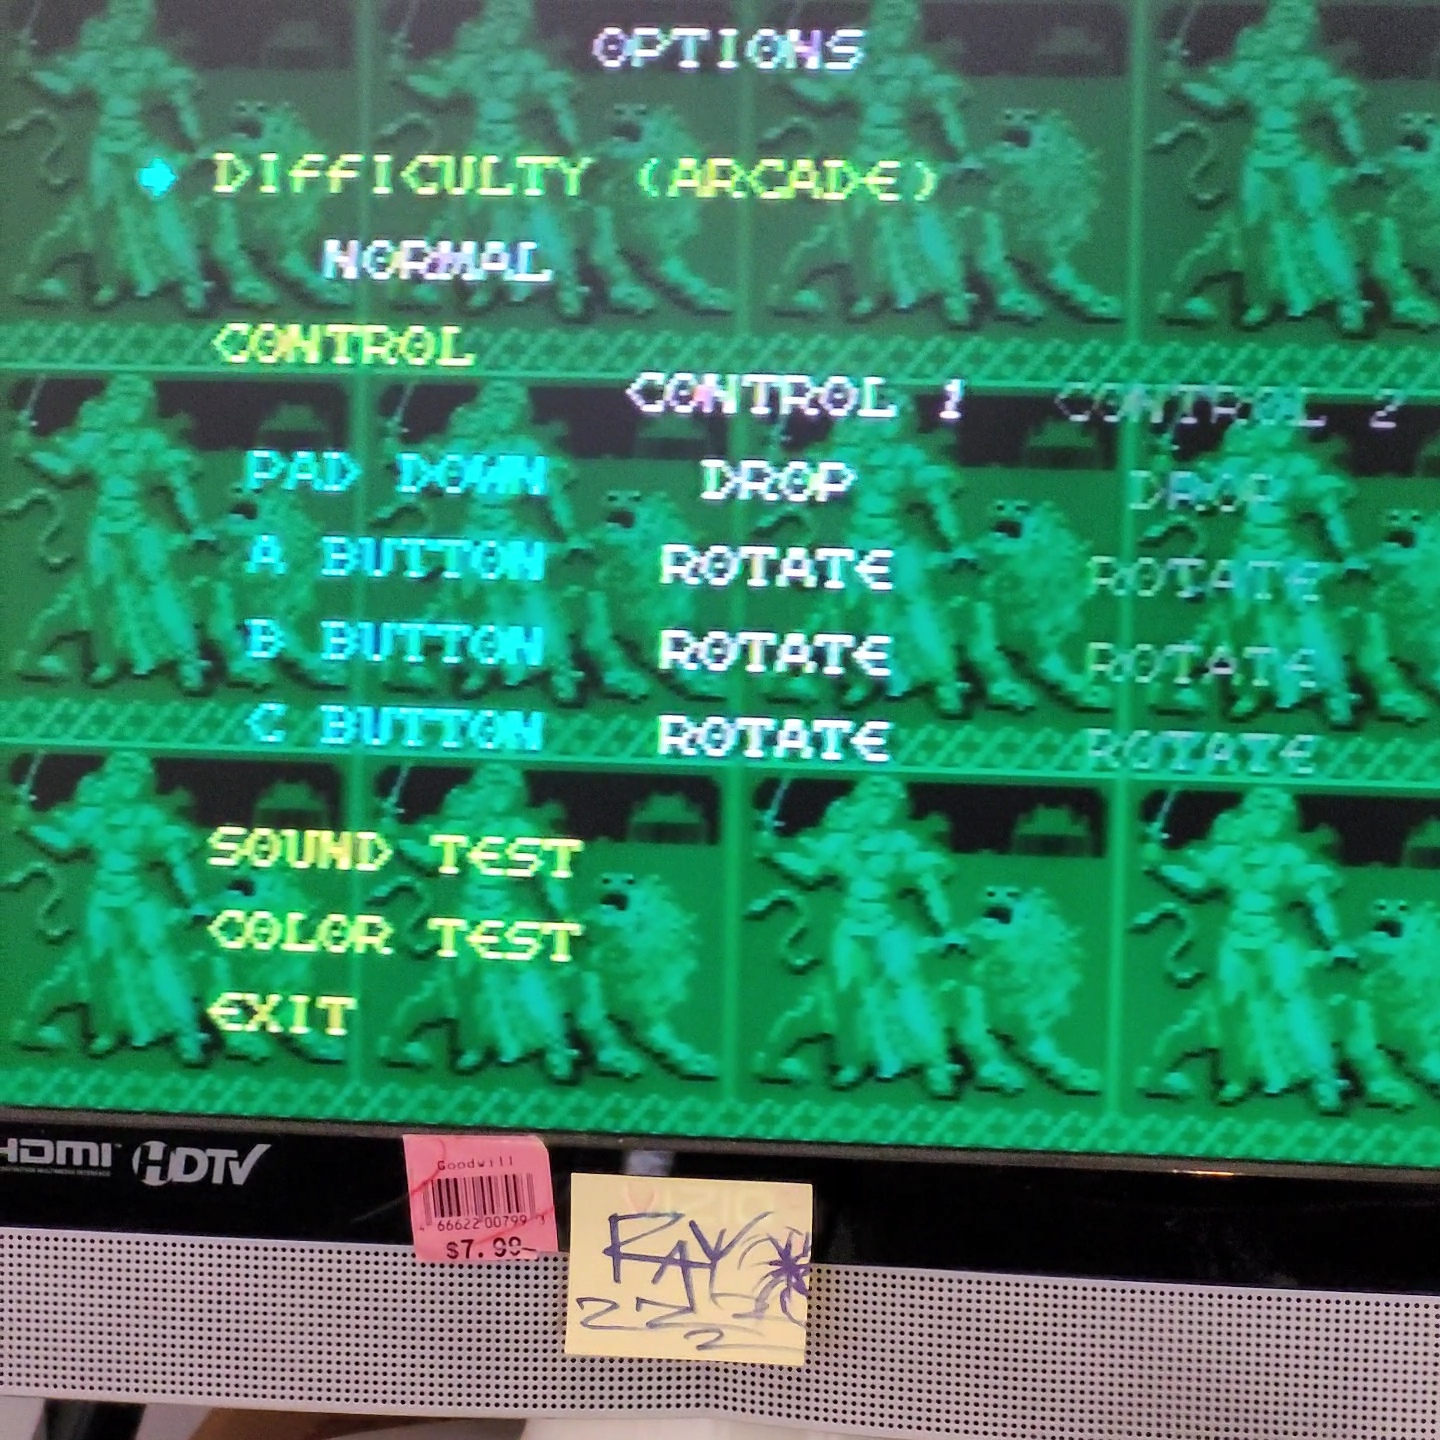 OPTIONS
DIFFICULTY (ARCADE)
NORMAL
CONTROL
CONTROL 1 CONTROL 2
PAD DOWN DROP DROP
A BUTTON ROTATE ROTATE
B BUTTON ROTATE ROTATE
C BUTTON ROTATE ROTATE
SOUND TEST
COLOR TEST
EXIT
HDMI HDTV
Goodwill
VIZIO
$7.99
RAY